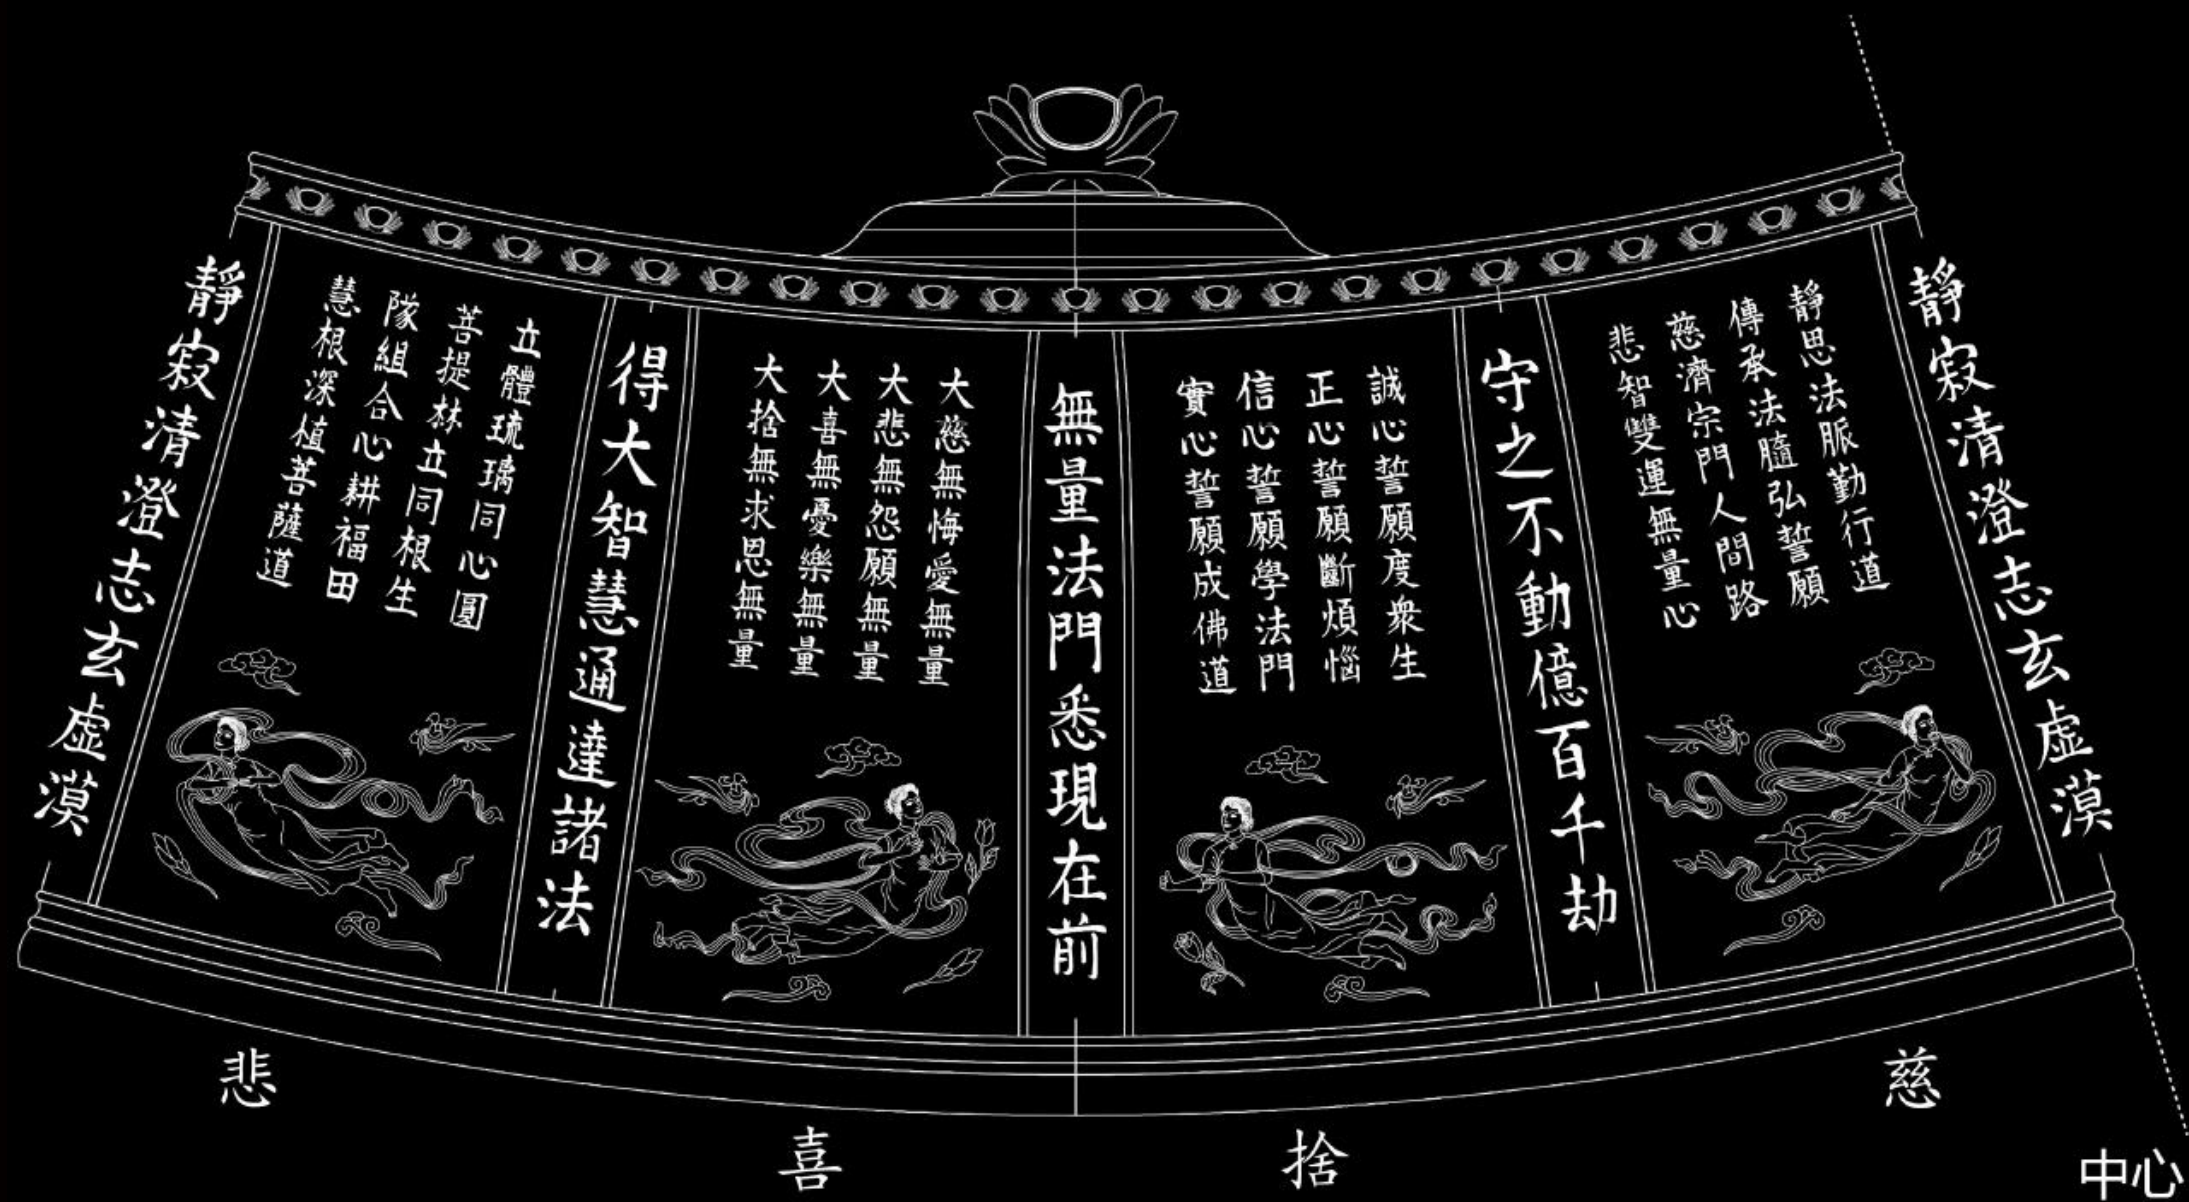 靜寂清澄志玄虛漠
靜思法脈勤行道
傳承法髓弘誓願
慈濟宗門人間路
悲智雙運無量心
守之不動億百千劫
誠心誓願度眾生
正心誓願斷煩惱
信心誓願學法門
實心誓願成佛道
無量法門悉現在前
大慈無悔愛無量
大悲無怨願無量
大喜無憂樂無量
大捨無求恩無量
得大智慧通達諸法
立體琉璃同心圓
菩提林立同根生
隊組合心耕福田
慧根深植菩薩道
靜寂清澄志玄虛漠
慈
捨
喜
悲
中心